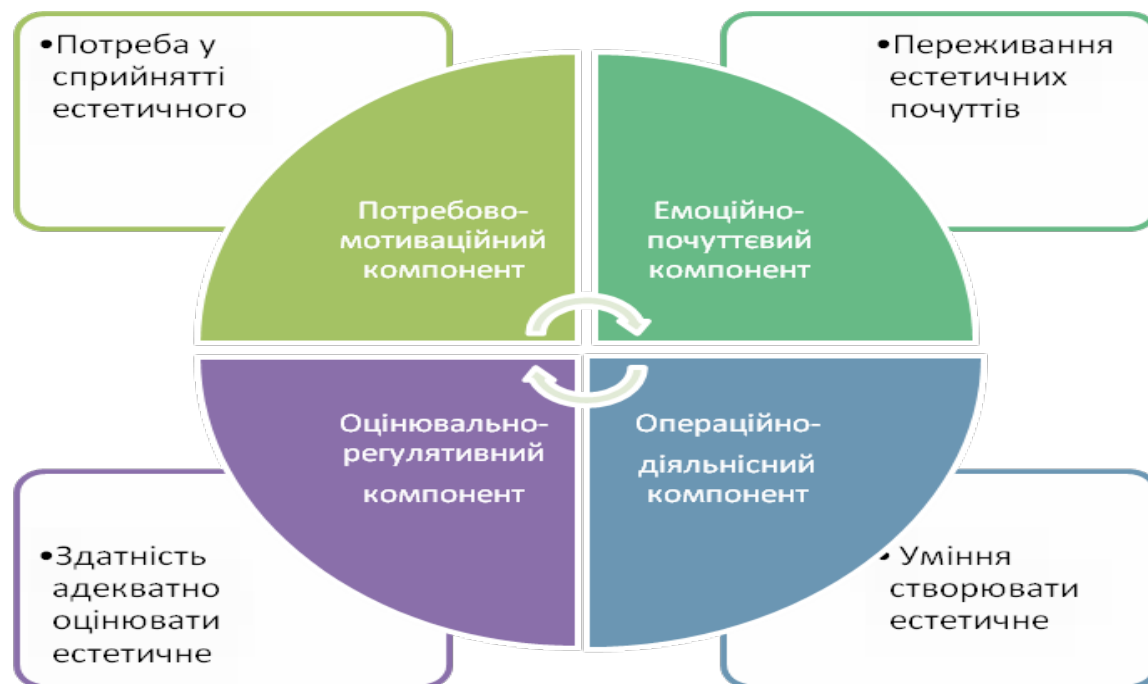 •Потреба у
сприйнятті
естетичного
•Переживання
естетичних
почуттів
Потребово-
мотиваційний
компонент
Емоційно-
почуттєвий
компонент
Оцінювально-
регулятивний
компонент
Операційно-
діяльнісний
компонент
•Здатність
адекватно
оцінювати
естетичне
• Уміння
створювати
естетичне